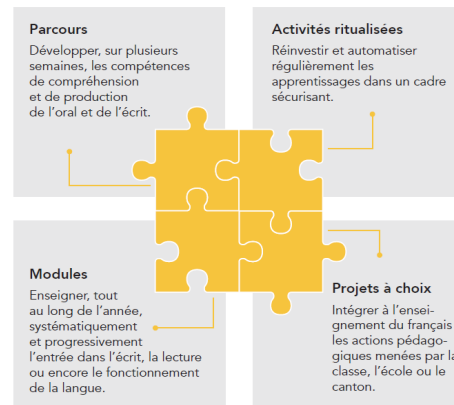 Parcours
Développer, sur plusieurs
semaines, les compétences
de compréhension
et de production
de l'oral et de l'écrit.
Activités ritualisées
Réinvestir et automatiser
régulièrement les
apprentissages dans un cadre
sécurisant.
Modules
Enseigner, tout
au long de l'année,
systématiquement
et progressivement
l'entrée dans l'écrit, la lecture
ou encore le fonctionnement
de la langue.
Projets à choix
Intégrer à l'ensei-
gnement du français
les actions pédago-
giques menées par la
classe, l'école ou le
canton.